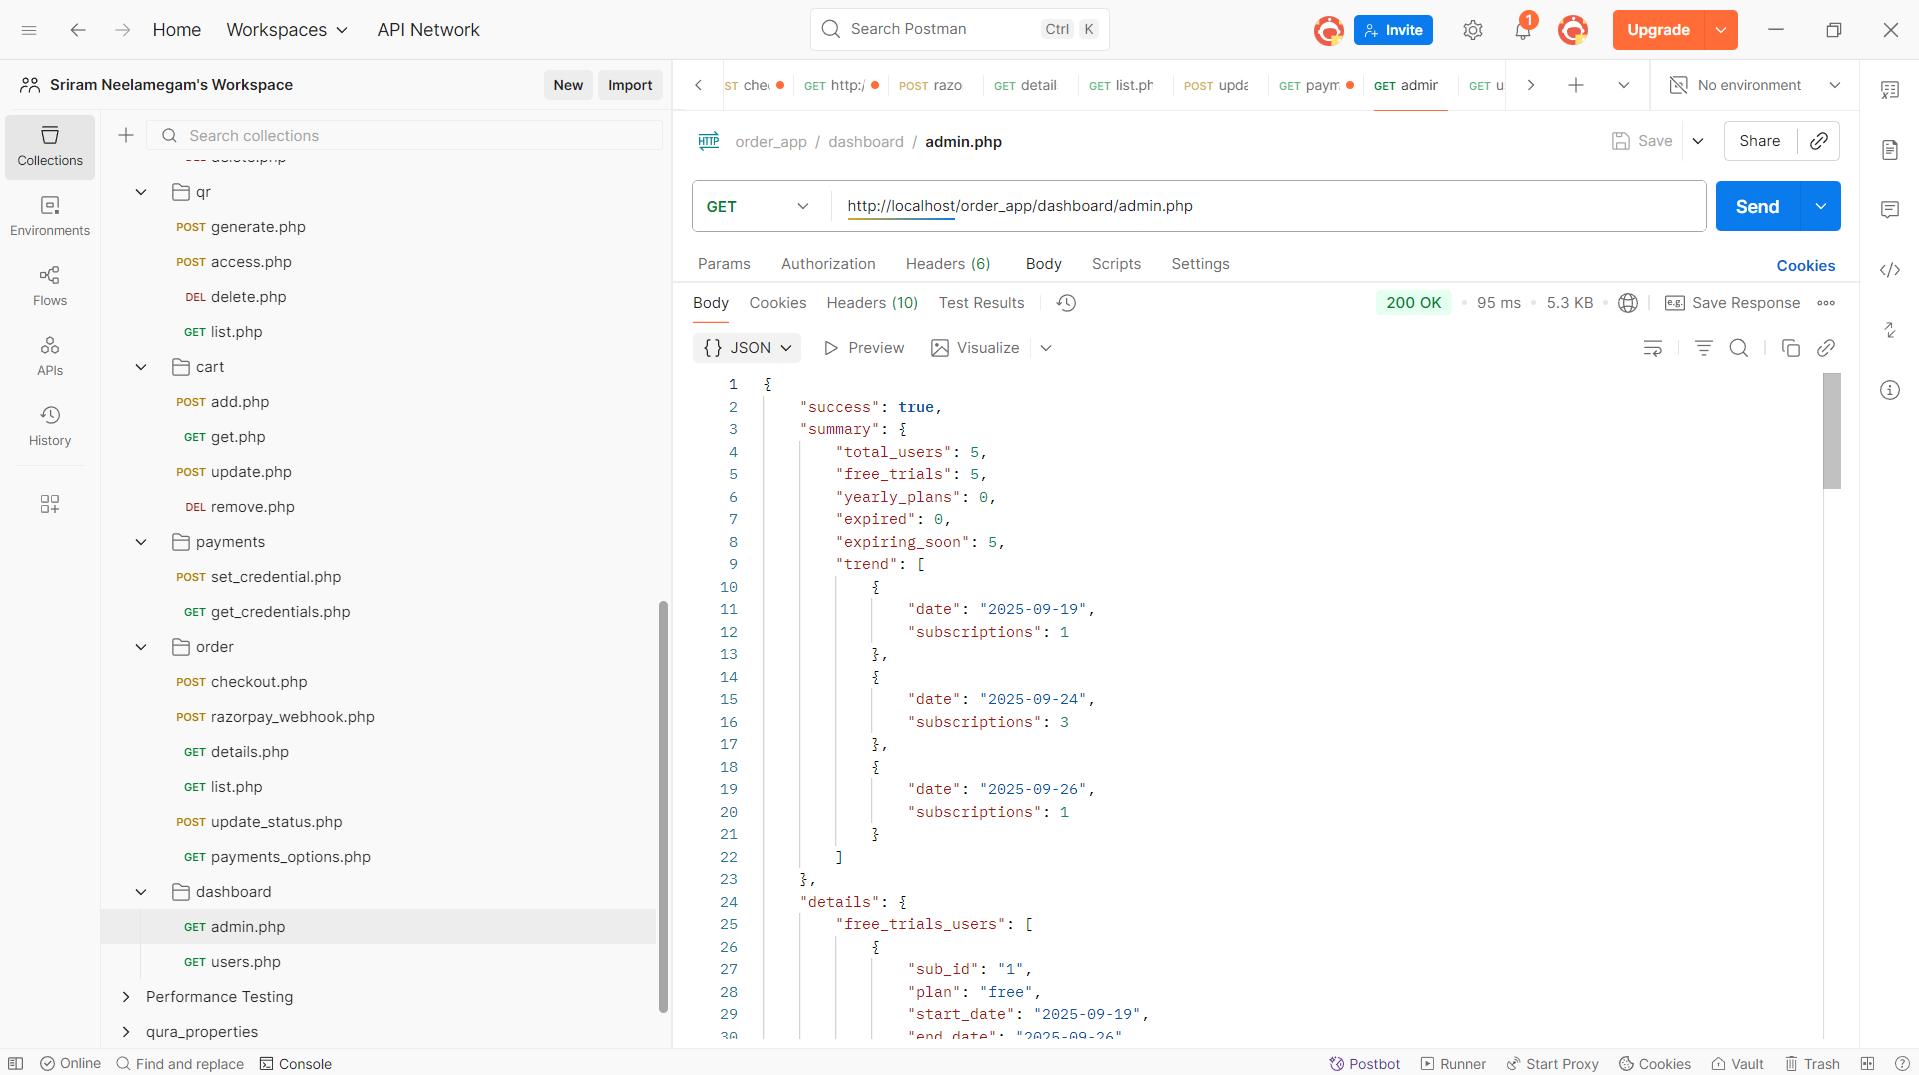 Home
Workspaces
API Network
Search Postman
Ctrl K
Invite
1
Upgrade
Sriram Neelamegam's Workspace
New
Import
ST che
GET http:/
POST razo
GET detail
GET list.ph
POST upda
GET paym
GET admir
GET u
No environment
Collections
Environments
Flows
APIs
History
Search collections
qr
POST generate.php
POST access.php
DEL delete.php
GET list.php
cart
POST add.php
GET get.php
POST update.php
DEL remove.php
payments
POST set_credential.php
GET get_credentials.php
order
POST checkout.php
POST razorpay_webhook.php
GET details.php
GET list.php
POST update_status.php
GET payments_options.php
dashboard
GET admin.php
GET users.php
Performance Testing
qura_properties
HTTP order_app / dashboard / admin.php
Save
Share
GET
http://localhost/order_app/dashboard/admin.php
Send
Params Authorization Headers (6) Body Scripts Settings
Cookies
Body Cookies Headers (10) Test Results
200 OK • 95 ms • 5.3 KB
e.g. Save Response
{} JSON
Preview
Visualize
1 {
2 "success": true,
3 "summary": {
4 "total_users": 5,
5 "free_trials": 5,
6 "yearly_plans": 0,
7 "expired": 0,
8 "expiring_soon": 5,
9 "trend": [
10 {
11 "date": "2025-09-19",
12 "subscriptions": 1
13 },
14 {
15 "date": "2025-09-24",
16 "subscriptions": 3
17 },
18 {
19 "date": "2025-09-26",
20 "subscriptions": 1
21 }
22 ]
23 },
24 "details": {
25 "free_trials_users": [
26 {
27 "sub_id": "1",
28 "plan": "free",
29 "start_date": "2025-09-19",
30 "end_date": "2025-09-26"
Online
Find and replace
Console
Postbot
Runner
Start Proxy
Cookies
Vault
Trash